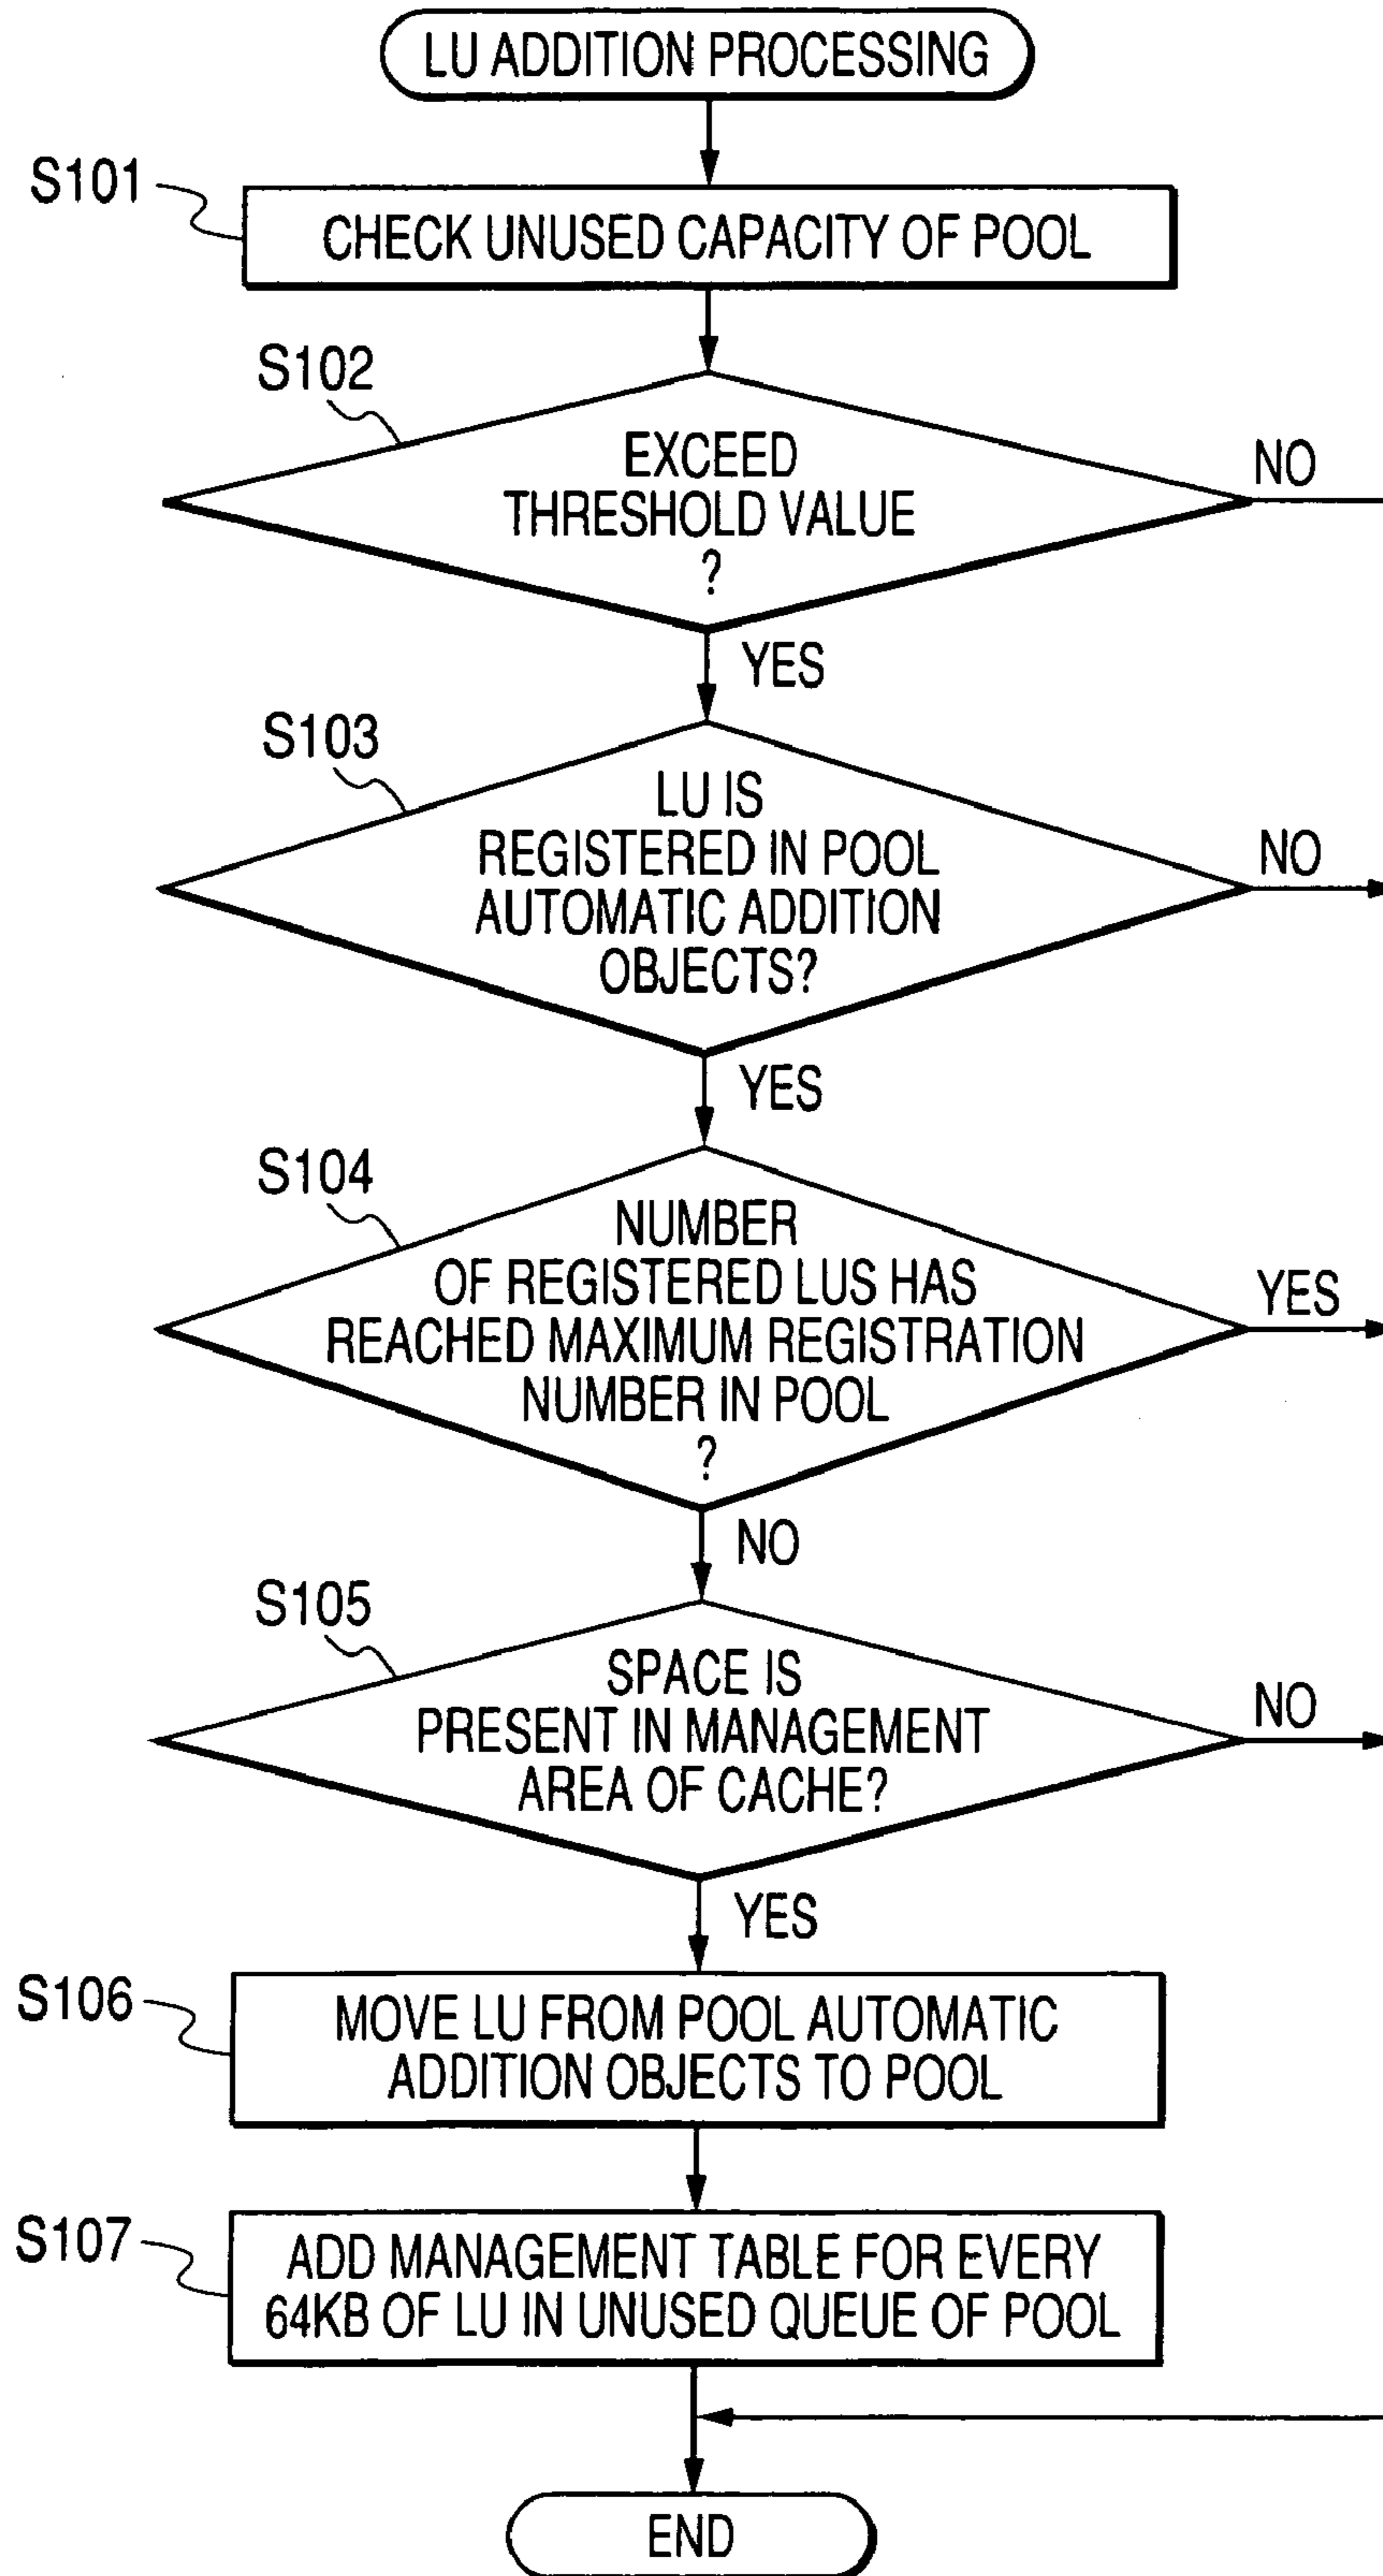 LU ADDITION PROCESSING
S101
CHECK UNUSED CAPACITY OF POOL
S102
EXCEED
THRESHOLD VALUE
?
NO
YES
S103
LU IS
REGISTERED IN POOL
AUTOMATIC ADDITION
OBJECTS?
NO
YES
S104
NUMBER
OF REGISTERED LUS HAS
REACHED MAXIMUM REGISTRATION
NUMBER IN POOL
?
YES
NO
S105
SPACE IS
PRESENT IN MANAGEMENT
AREA OF CACHE?
NO
YES
S106
MOVE LU FROM POOL AUTOMATIC
ADDITION OBJECTS TO POOL
S107
ADD MANAGEMENT TABLE FOR EVERY
64KB OF LU IN UNUSED QUEUE OF POOL
END